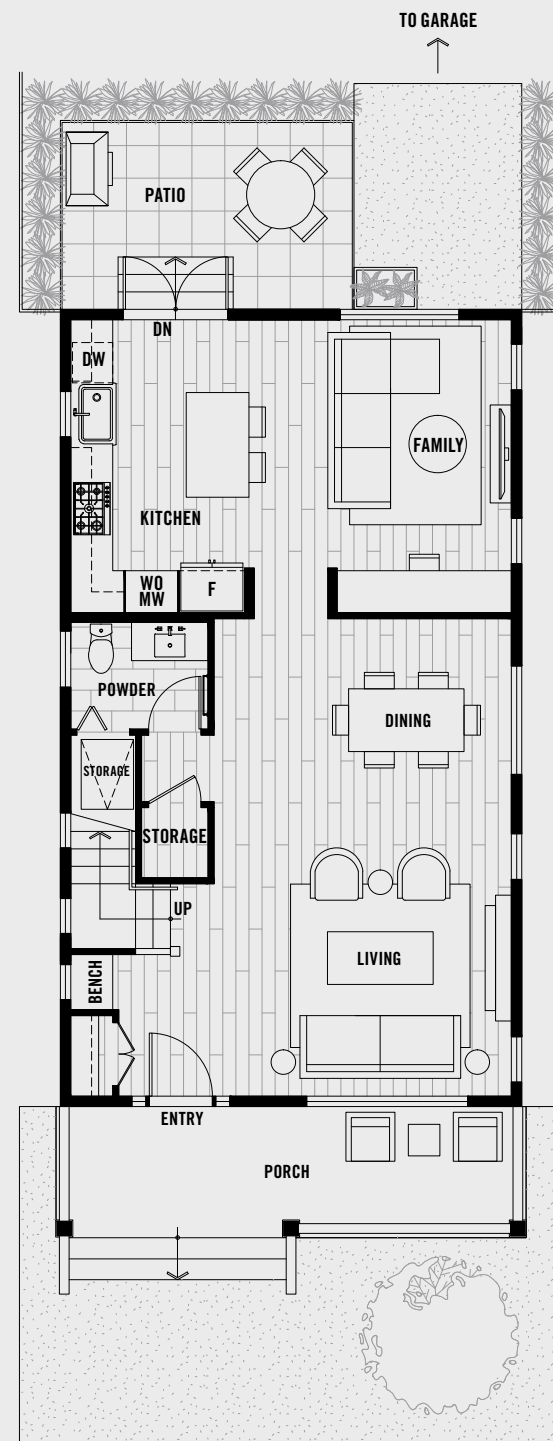 TO GARAGE
PATIO
DN
DW
FAMILY
KITCHEN
WO
MW
F
POWDER
DINING
STORAGE
STORAGE
UP
LIVING
BENCH
ENTRY
PORCH